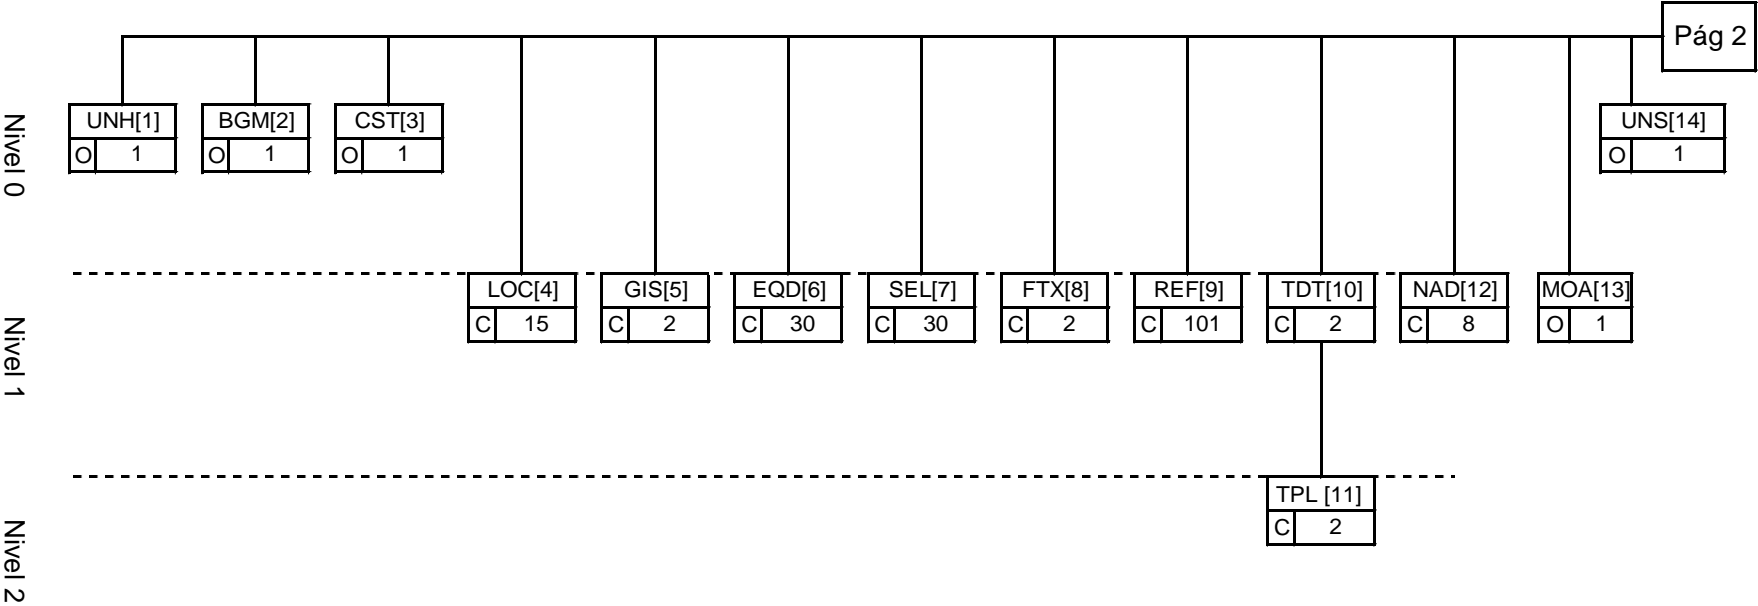 Pág 2
Nivel 0
UNH[1]
O 1
BGM[2]
O 1
CST[3]
O 1
UNS[14]
O 1
Nivel 1
LOC[4]
C 15
GIS[5]
C 2
EQD[6]
C 30
SEL[7]
C 30
FTX[8]
C 2
REF[9]
C 101
TDT[10]
C 2
NAD[12]
C 8
MOA[13]
O 1
Nivel 2
TPL [11]
C 2